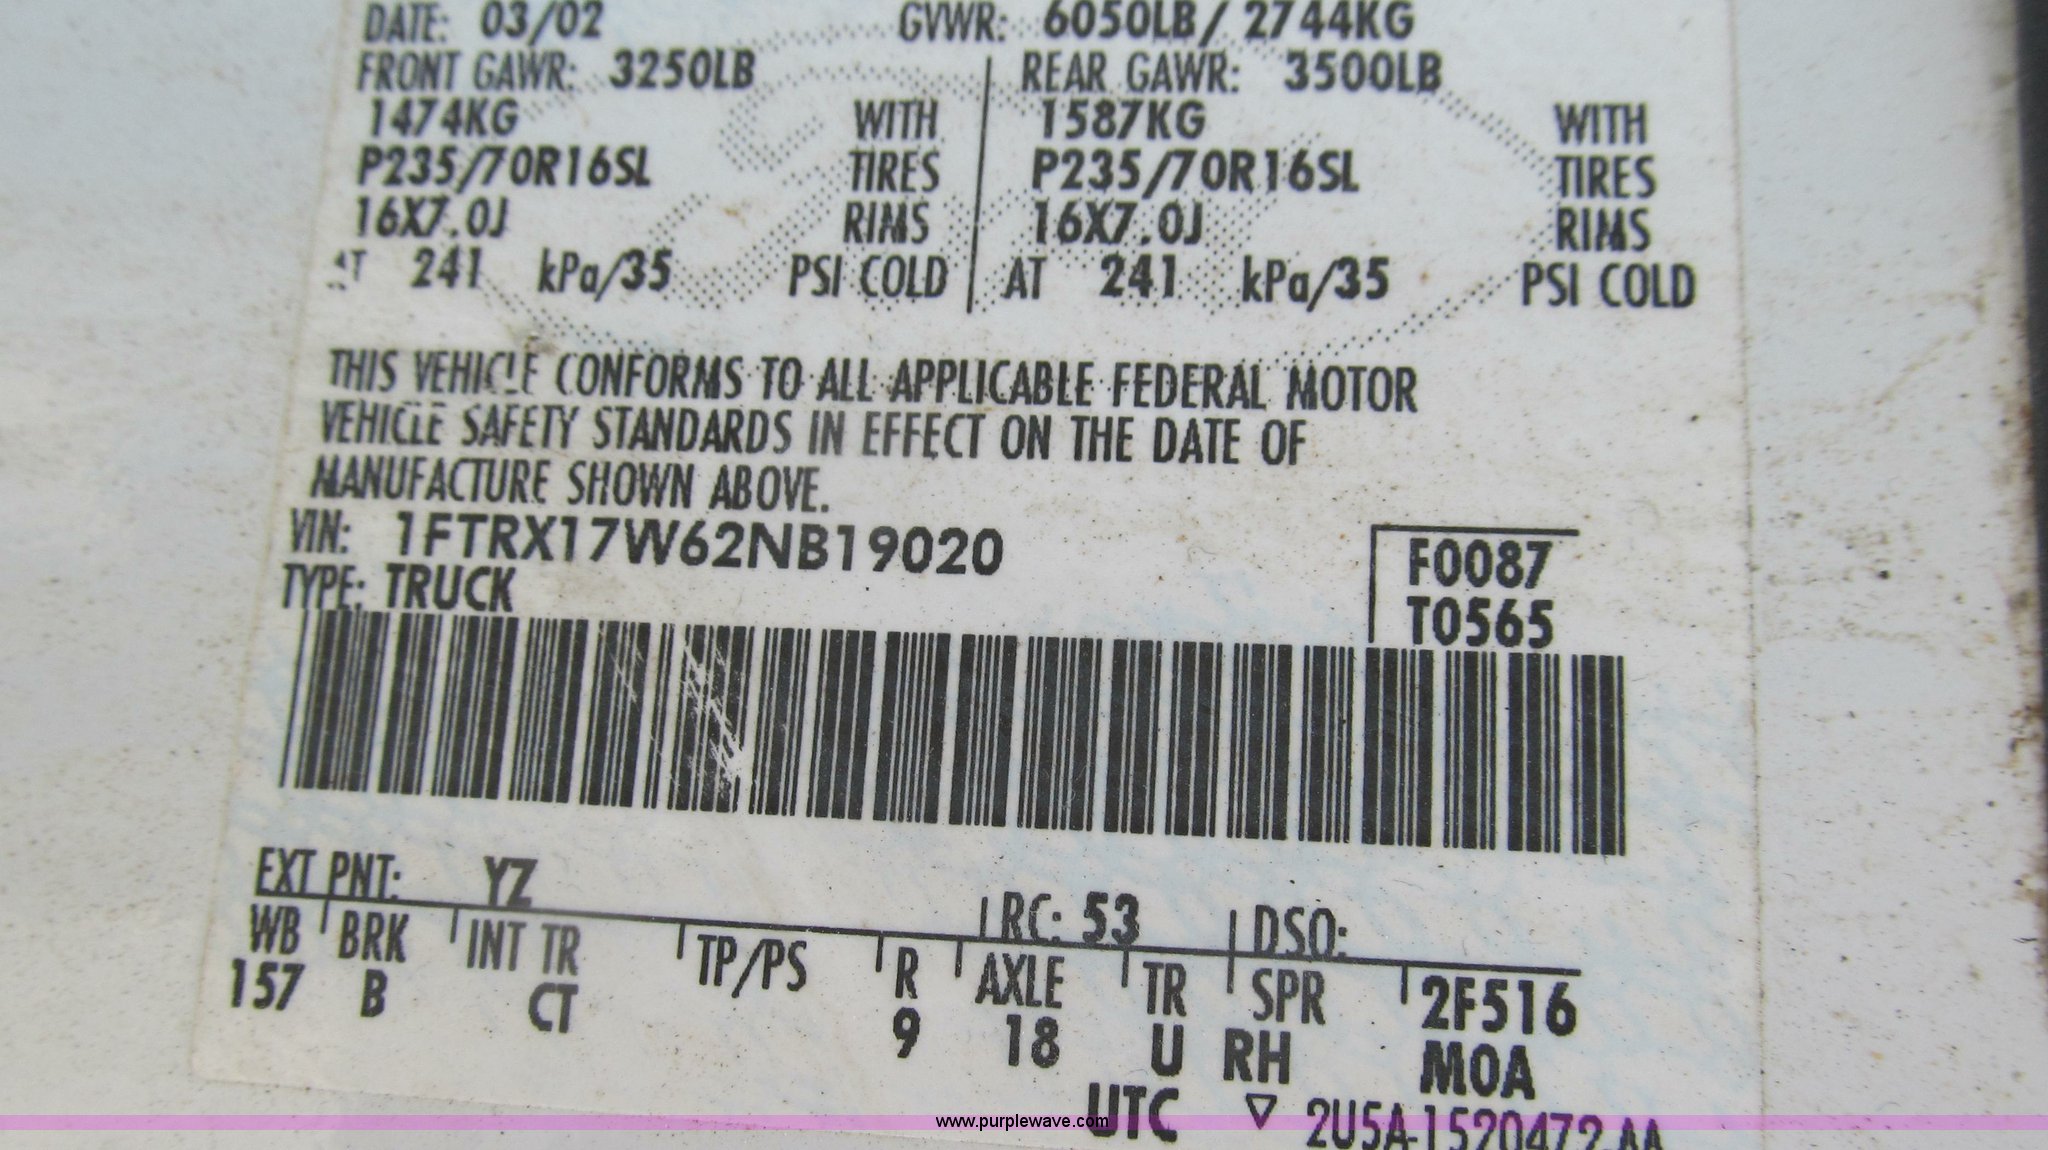 DATE: 03/02 GVWR: 6050LB/ 2744KG
FRONT GAWR: 3250LB REAR GAWR: 3500LB
1474KG WITH 1587KG WITH
P235/70R16SL TIRES P235/70R16SL TIRES
16X7.0J RIMS 16X7.0J RIMS
AT 241 kPa/35 PSI COLD AT 241 kPa/35 PSI COLD
THIS VEHICLE CONFORMS TO ALL APPLICABLE FEDERAL MOTOR
VEHICLE SAFETY STANDARDS IN EFFECT ON THE DATE OF
MANUFACTURE SHOWN ABOVE.
VIN: 1FTRX17W62NB19020 F0087
TYPE: TRUCK T0565
EXT PNT: YZ RC: 53 DSO:
WB BRK INT TR TP/PS R AXLE TR SPR 2F516
157 B CT 9 18 U RH MOA
UTC ▽ 2U5A-1520472-AA
www.purplewave.com